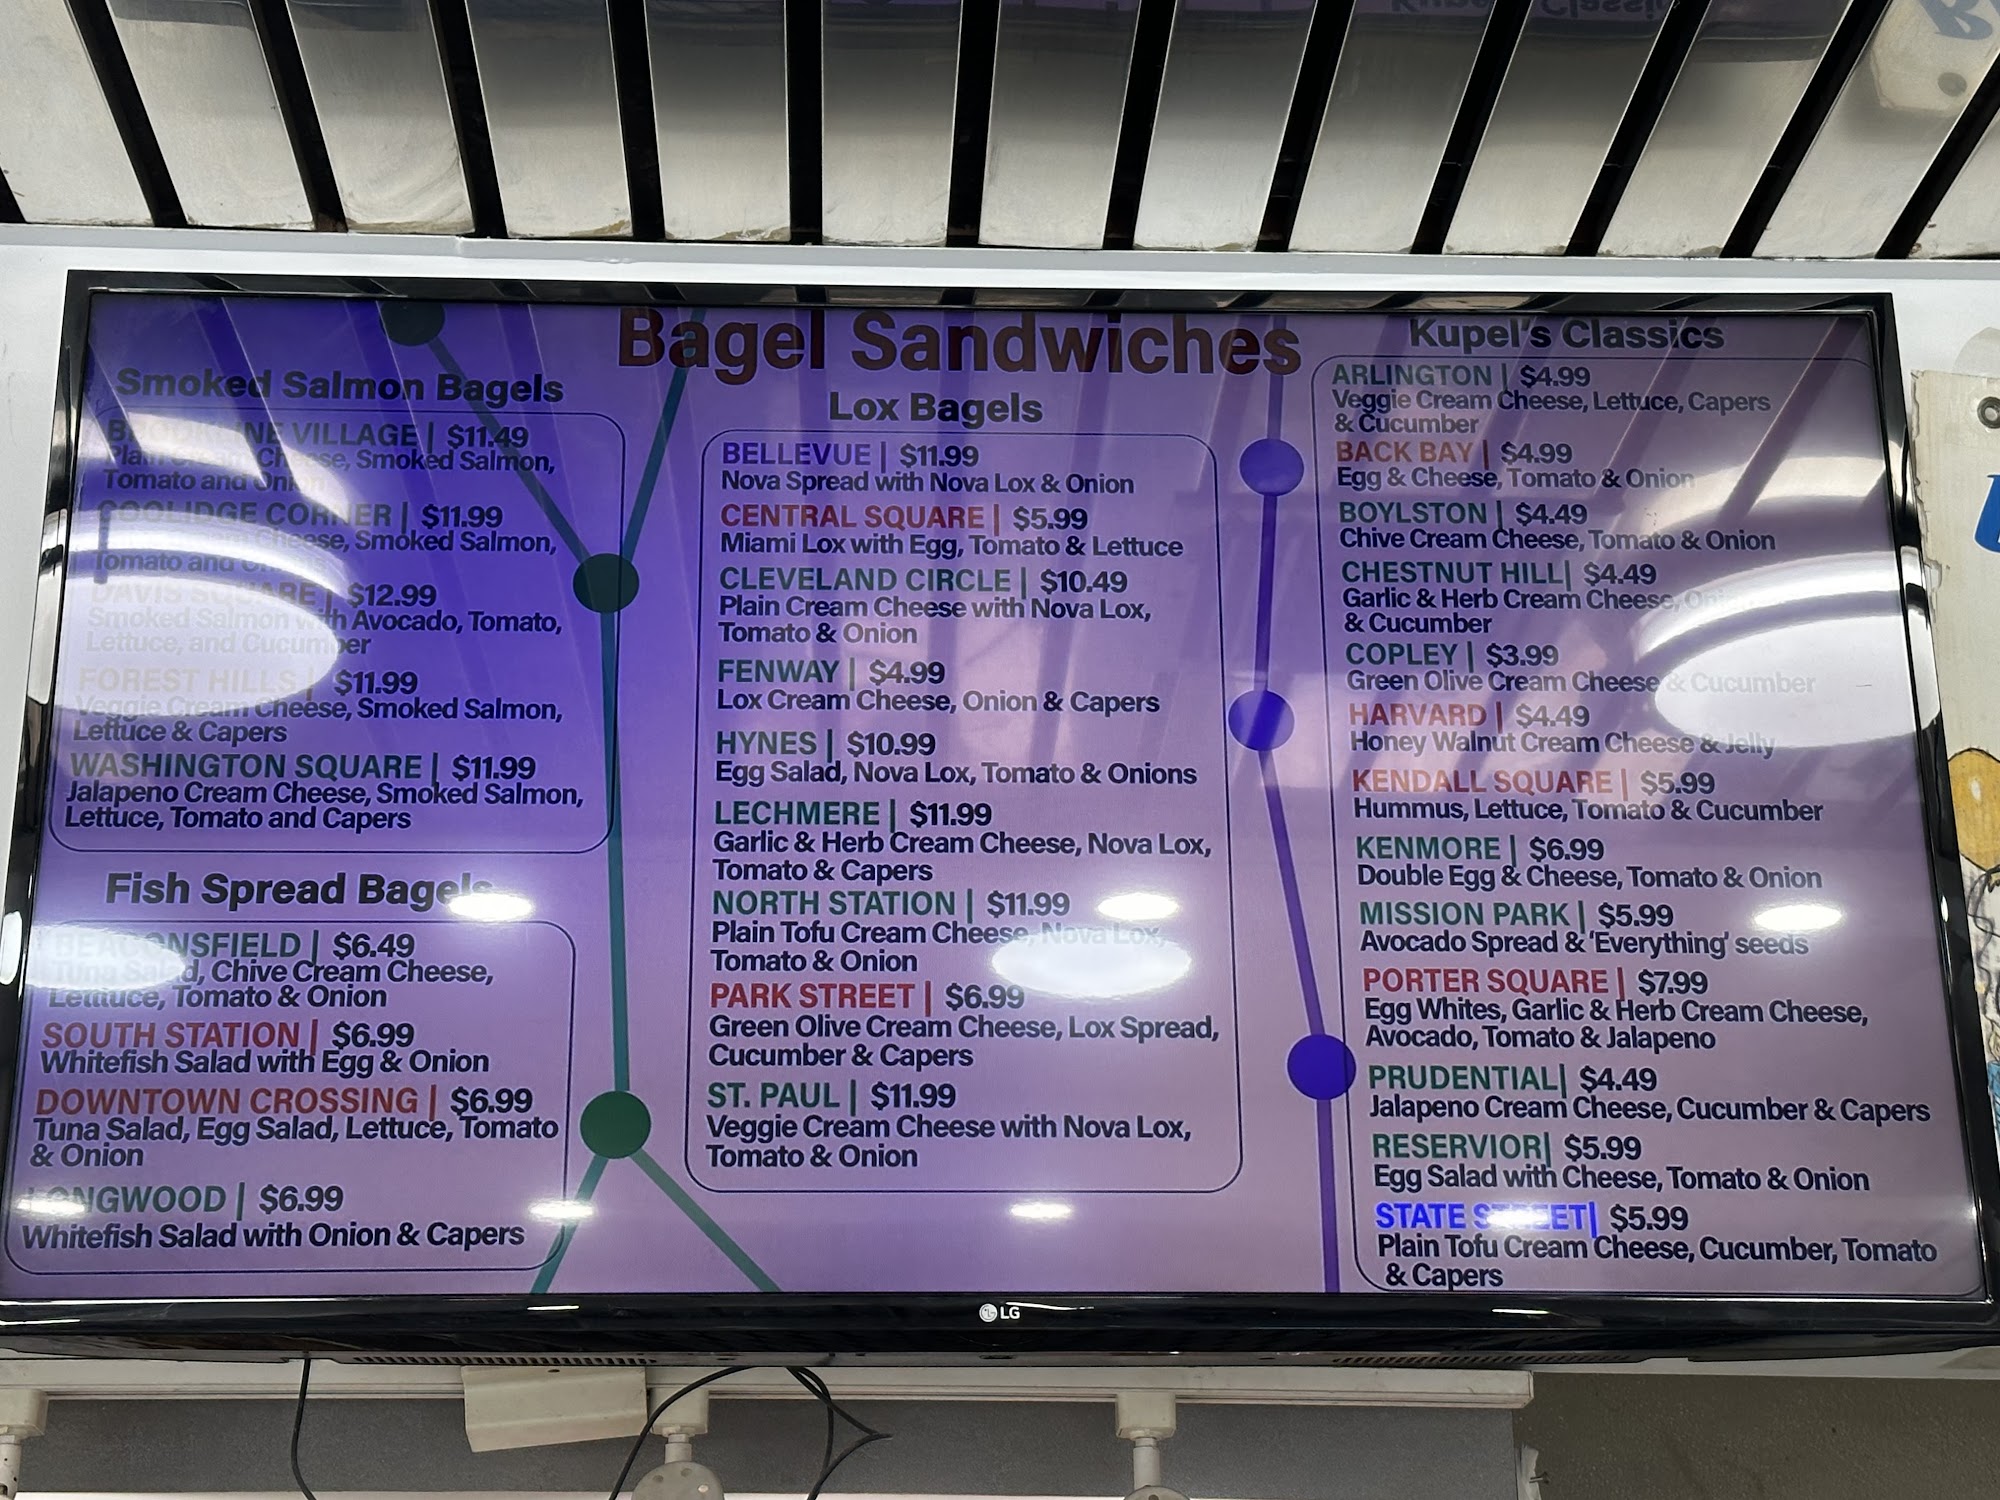 Bagel Sandwiches
Smoked Salmon Bagels
BROOKLINE VILLAGE | $11.49
Plain Cream Cheese, Smoked Salmon,
Tomato and Onion
COOLIDGE CORNER | $11.99
Cheese, Smoked Salmon,
Tomato and
DAVIS SQUARE | $12.99
Smoked Salmon with Avocado, Tomato,
Lettuce, and Cucumber
FOREST HILLS | $11.99
Veggie Cream Cheese, Smoked Salmon,
Lettuce & Capers
WASHINGTON SQUARE | $11.99
Jalapeno Cream Cheese, Smoked Salmon,
Lettuce, Tomato and Capers
Fish Spread Bagels
BEACONSFIELD | $6.49
Tuna Salad, Chive Cream Cheese,
Lettuce, Tomato & Onion
SOUTH STATION | $6.99
Whitefish Salad with Egg & Onion
DOWNTOWN CROSSING | $6.99
Tuna Salad, Egg Salad, Lettuce, Tomato
& Onion
LONGWOOD | $6.99
Whitefish Salad with Onion & Capers
Lox Bagels
BELLEVUE | $11.99
Nova Spread with Nova Lox & Onion
CENTRAL SQUARE | $5.99
Miami Lox with Egg, Tomato & Lettuce
CLEVELAND CIRCLE | $10.49
Plain Cream Cheese with Nova Lox,
Tomato & Onion
FENWAY | $4.99
Lox Cream Cheese, Onion & Capers
HYNES | $10.99
Egg Salad, Nova Lox, Tomato & Onions
LECHMERE | $11.99
Garlic & Herb Cream Cheese, Nova Lox,
Tomato & Capers
NORTH STATION | $11.99
Plain Tofu Cream Cheese, Nova Lox,
Tomato & Onion
PARK STREET | $6.99
Green Olive Cream Cheese, Lox Spread,
Cucumber & Capers
ST. PAUL | $11.99
Veggie Cream Cheese with Nova Lox,
Tomato & Onion
Kupel's Classics
ARLINGTON | $4.99
Veggie Cream Cheese, Lettuce, Capers
& Cucumber
BACK BAY | $4.99
Egg & Cheese, Tomato & Onion
BOYLSTON | $4.49
Chive Cream Cheese, Tomato & Onion
CHESTNUT HILL| $4.49
Garlic & Herb Cream Cheese,
& Cucumber
COPLEY | $3.99
Green Olive Cream Cheese & Cucumber
HARVARD | $4.49
Honey Walnut Cream Cheese & Jelly
KENDALL SQUARE | $5.99
Hummus, Lettuce, Tomato & Cucumber
KENMORE | $6.99
Double Egg & Cheese, Tomato & Onion
MISSION PARK | $5.99
Avocado Spread & 'Everything' seeds
PORTER SQUARE | $7.99
Egg Whites, Garlic & Herb Cream Cheese,
Avocado, Tomato & Jalapeno
PRUDENTIAL| $4.49
Jalapeno Cream Cheese, Cucumber & Capers
RESERVIOR| $5.99
Egg Salad with Cheese, Tomato & Onion
STATE STREET| $5.99
Plain Tofu Cream Cheese, Cucumber, Tomato
& Capers
LG